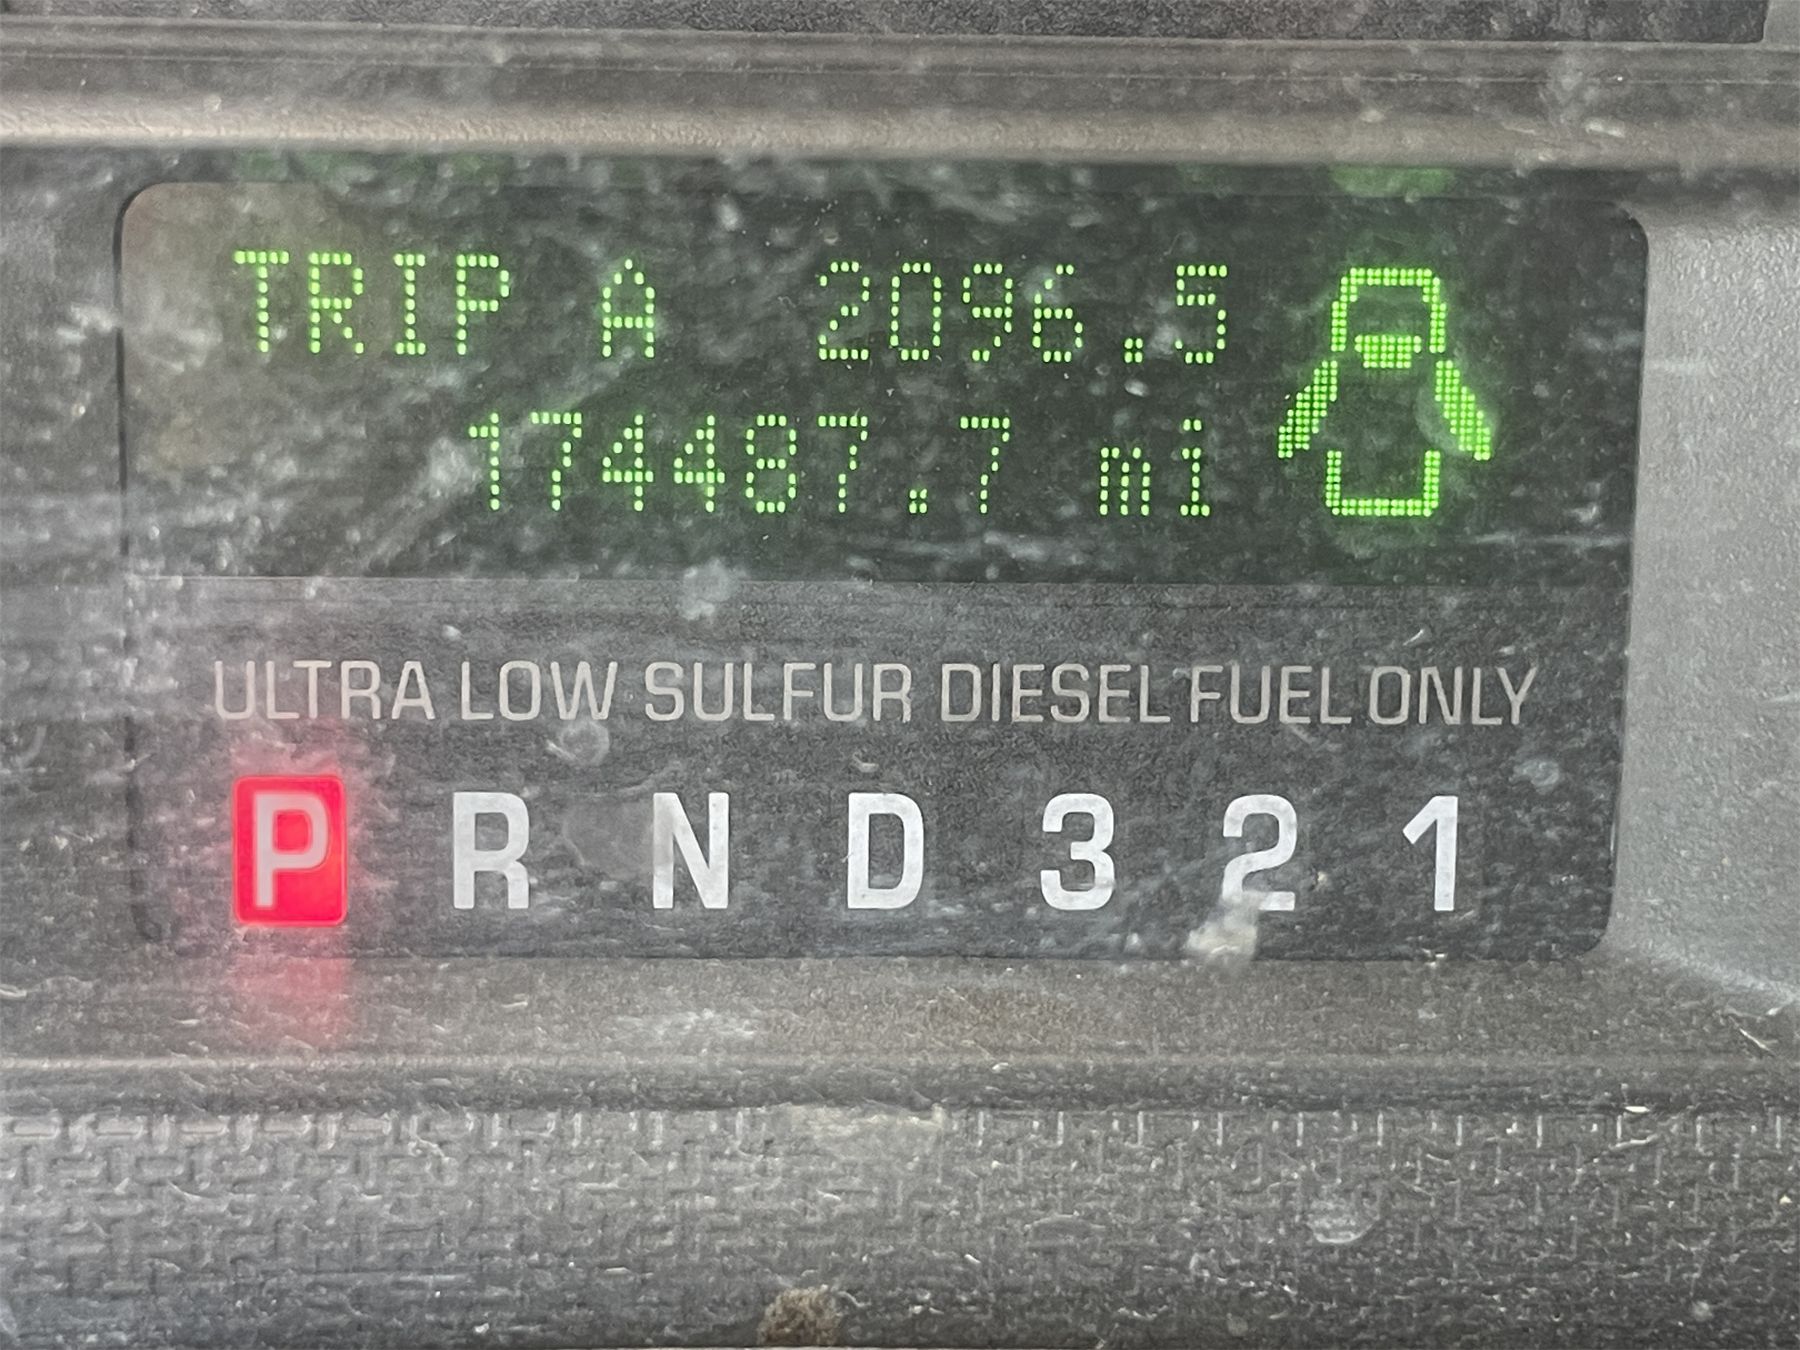 TRIP A 2096.5
174487.7 mi
ULTRA LOW SULFUR DIESEL FUEL ONLY
P R N D 3 2 1